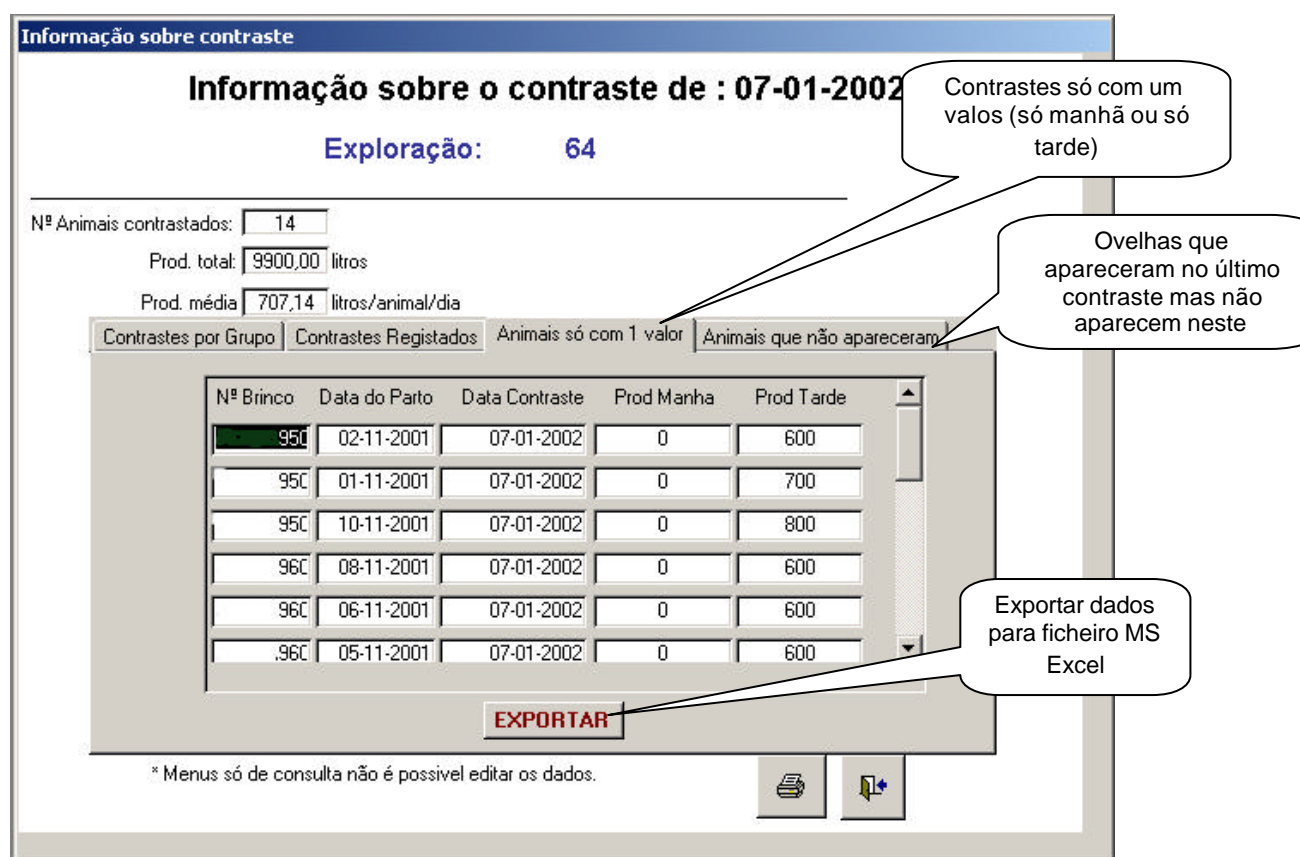 Informação sobre contraste
Informação sobre o contraste de : 07-01-2002
Exploração: 64
Contrastes só com um
valos (só manhã ou só
tarde)
Nº Animais contrastados: 14
Prod. total: 9900,00 litros
Prod. média 707,14 litros/animal/dia
Ovelhas que
apareceram no último
contraste mas não
aparecem neste
Contrastes por Grupo Contrastes Registados Animais só com 1 valor Animais que não apareceram
Nº Brinco Data do Parto Data Contraste Prod Manha Prod Tarde
950 02-11-2001 07-01-2002 0 600
950 01-11-2001 07-01-2002 0 700
950 10-11-2001 07-01-2002 0 800
960 08-11-2001 07-01-2002 0 600
960 06-11-2001 07-01-2002 0 600
.960 05-11-2001 07-01-2002 0 600
Exportar dados
para ficheiro MS
Excel
EXPORTAR
* Menus só de consulta não é possivel editar os dados.